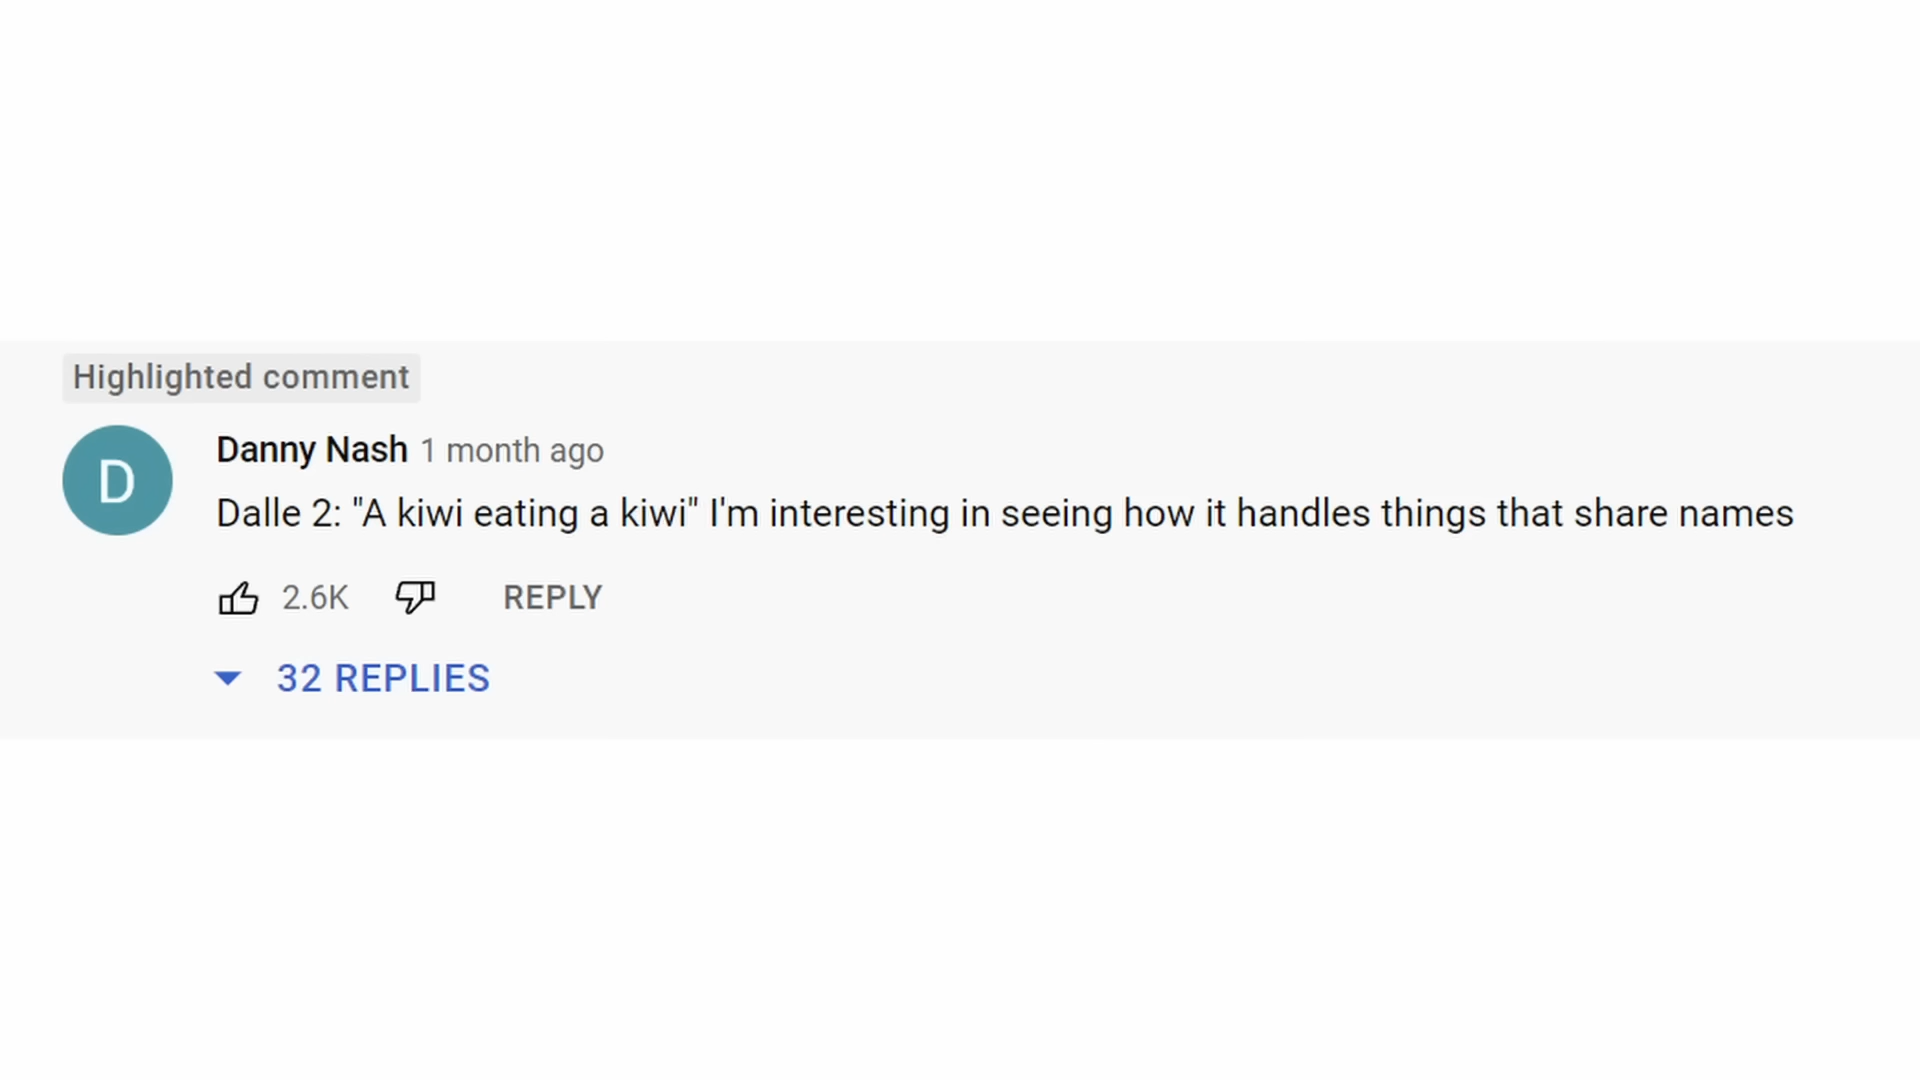 Highlighted comment
D
Danny Nash 1 month ago
Dalle 2: "A kiwi eating a kiwi" I'm interesting in seeing how it handles things that share names
2.6K REPLY
32 REPLIES